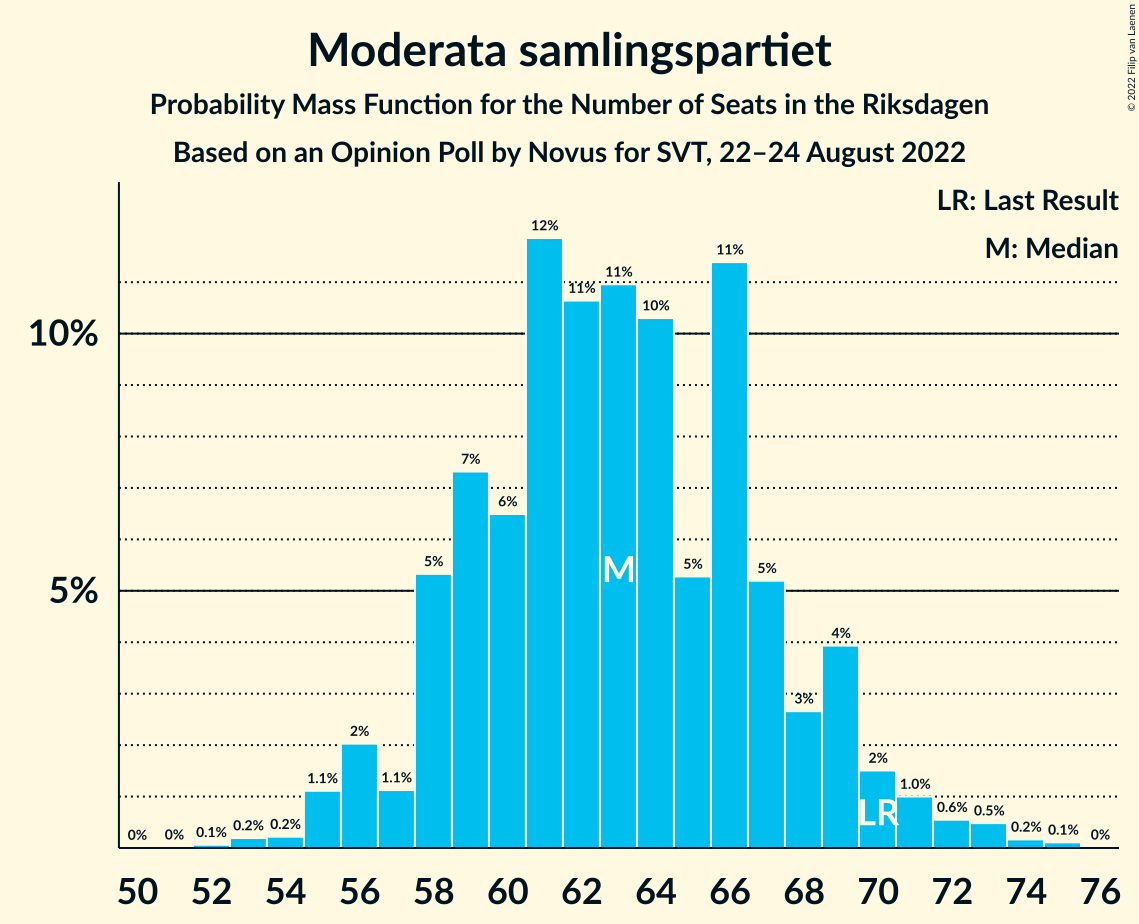 Moderata samlingspartiet
Probability Mass Function for the Number of Seats in the Riksdagen
Based on an Opinion Poll by Novus for SVT, 22–24 August 2022
© 2022 Filip van Laenen
LR: Last Result
M: Median
10%
5%
0% 0% 0.1% 0.2% 0.2% 1.1% 2% 1.1% 5% 7% 6% 12% 11% 11% 10% 5% 11% 5% 3% 4% 2% 1.0% 0.6% 0.5% 0.2% 0.1% 0%
M
LR
50 52 54 56 58 60 62 64 66 68 70 72 74 76